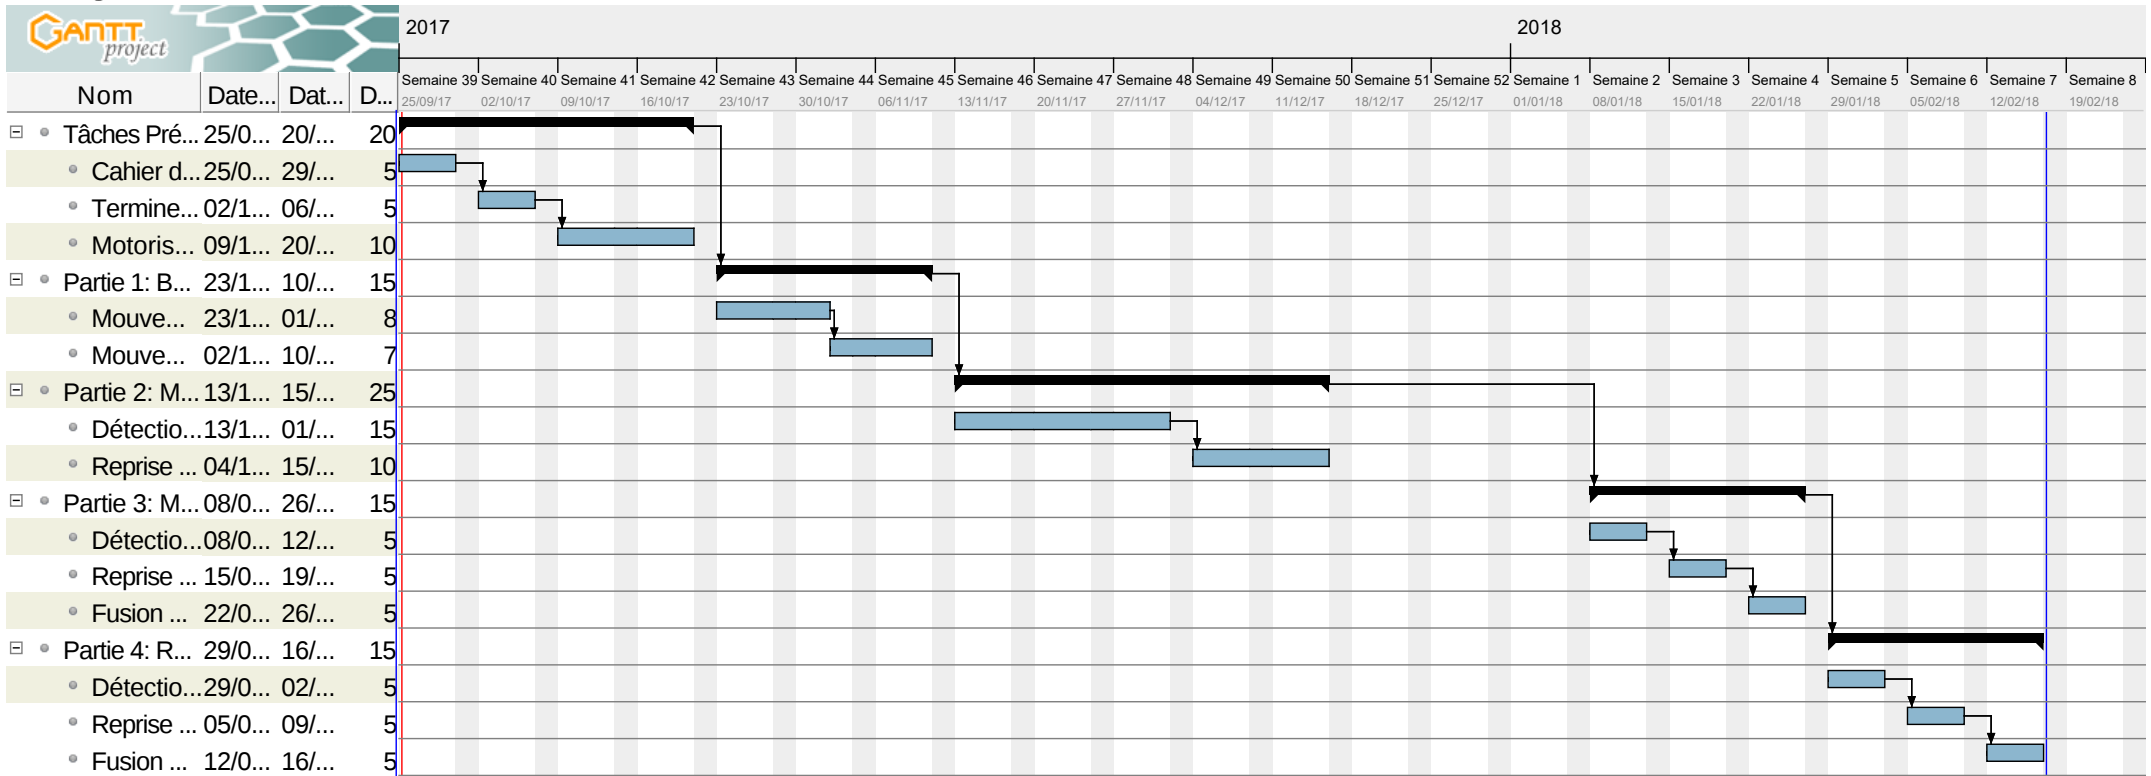 GANTT project
2017 2018
Semaine 39 Semaine 40 Semaine 41 Semaine 42 Semaine 43 Semaine 44 Semaine 45 Semaine 46 Semaine 47 Semaine 48 Semaine 49 Semaine 50 Semaine 51 Semaine 52 Semaine 1 Semaine 2 Semaine 3 Semaine 4 Semaine 5 Semaine 6 Semaine 7 Semaine 8
Nom Date... Dat... D...
25/09/17 02/10/17 09/10/17 16/10/17 23/10/17 30/10/17 06/11/17 13/11/17 20/11/17 27/11/17 04/12/17 11/12/17 18/12/17 25/12/17 01/01/18 08/01/18 15/01/18 22/01/18 29/01/18 05/02/18 12/02/18 19/02/18
Tâches Pré... 25/0... 20/... 20
Cahier d... 25/0... 29/... 5
Termine... 02/1... 06/... 5
Motoris... 09/1... 20/... 10
Partie 1: B... 23/1... 10/... 15
Mouve... 23/1... 01/... 8
Mouve... 02/1... 10/... 7
Partie 2: M... 13/1... 15/... 25
Détectio... 13/1... 01/... 15
Reprise ... 04/1... 15/... 10
Partie 3: M... 08/0... 26/... 15
Détectio... 08/0... 12/... 5
Reprise ... 15/0... 19/... 5
Fusion ... 22/0... 26/... 5
Partie 4: R... 29/0... 16/... 15
Détectio... 29/0... 02/... 5
Reprise ... 05/0... 09/... 5
Fusion ... 12/0... 16/... 5